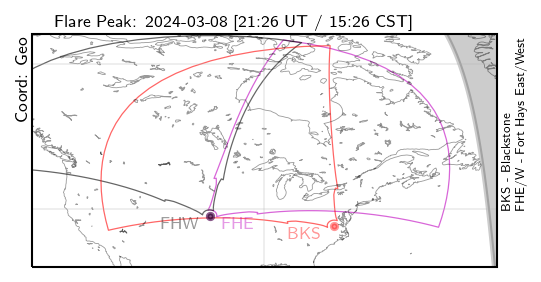 Flare Peak: 2024-03-08 [21:26 UT / 15:26 CST]
Coord: Geo
FHW
FHE
BKS
BKS - Blackstone
FHE/W - Fort Hays East/West